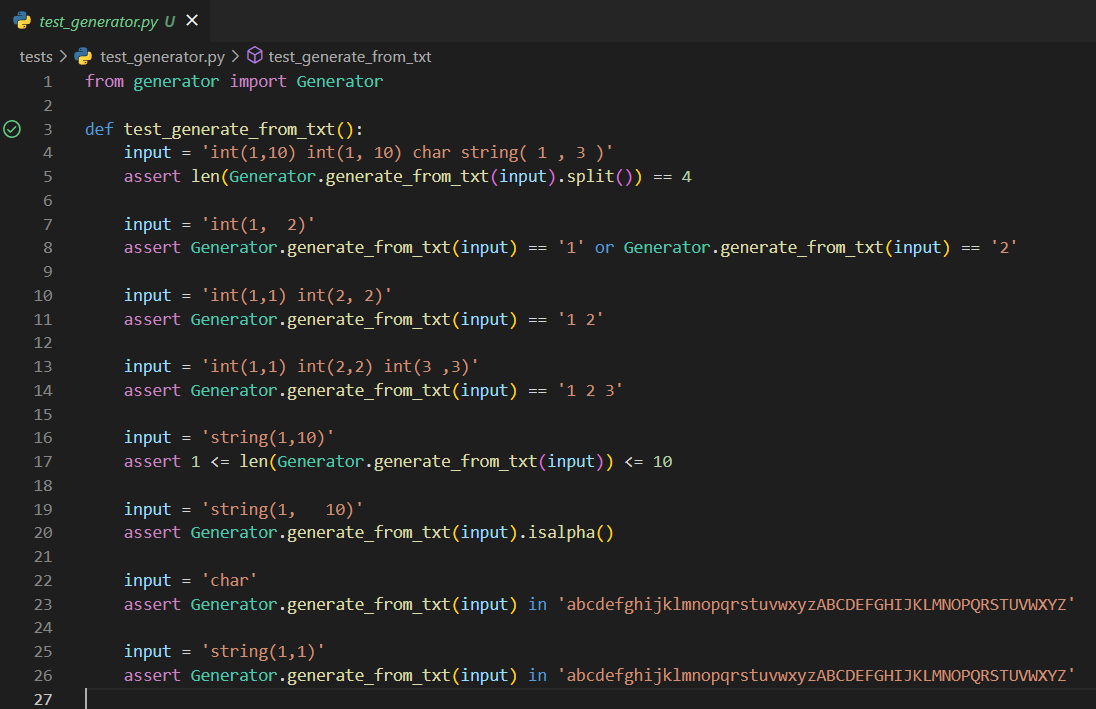 test_generator.py U ×
tests > test_generator.py > test_generate_from_txt
1 from generator import Generator
2
3 def test_generate_from_txt():
4     input = 'int(1,10) int(1, 10) char string( 1 , 3 )'
5     assert len(Generator.generate_from_txt(input).split()) == 4
6
7     input = 'int(1,  2)'
8     assert Generator.generate_from_txt(input) == '1' or Generator.generate_from_txt(input) == '2'
9
10     input = 'int(1,1) int(2, 2)'
11     assert Generator.generate_from_txt(input) == '1 2'
12
13     input = 'int(1,1) int(2,2) int(3 ,3)'
14     assert Generator.generate_from_txt(input) == '1 2 3'
15
16     input = 'string(1,10)'
17     assert 1 <= len(Generator.generate_from_txt(input)) <= 10
18
19     input = 'string(1,   10)'
20     assert Generator.generate_from_txt(input).isalpha()
21
22     input = 'char'
23     assert Generator.generate_from_txt(input) in 'abcdefghijklmnopqrstuvwxyzABCDEFGHIJKLMNOPQRSTUVWXYZ'
24
25     input = 'string(1,1)'
26     assert Generator.generate_from_txt(input) in 'abcdefghijklmnopqrstuvwxyzABCDEFGHIJKLMNOPQRSTUVWXYZ'
27